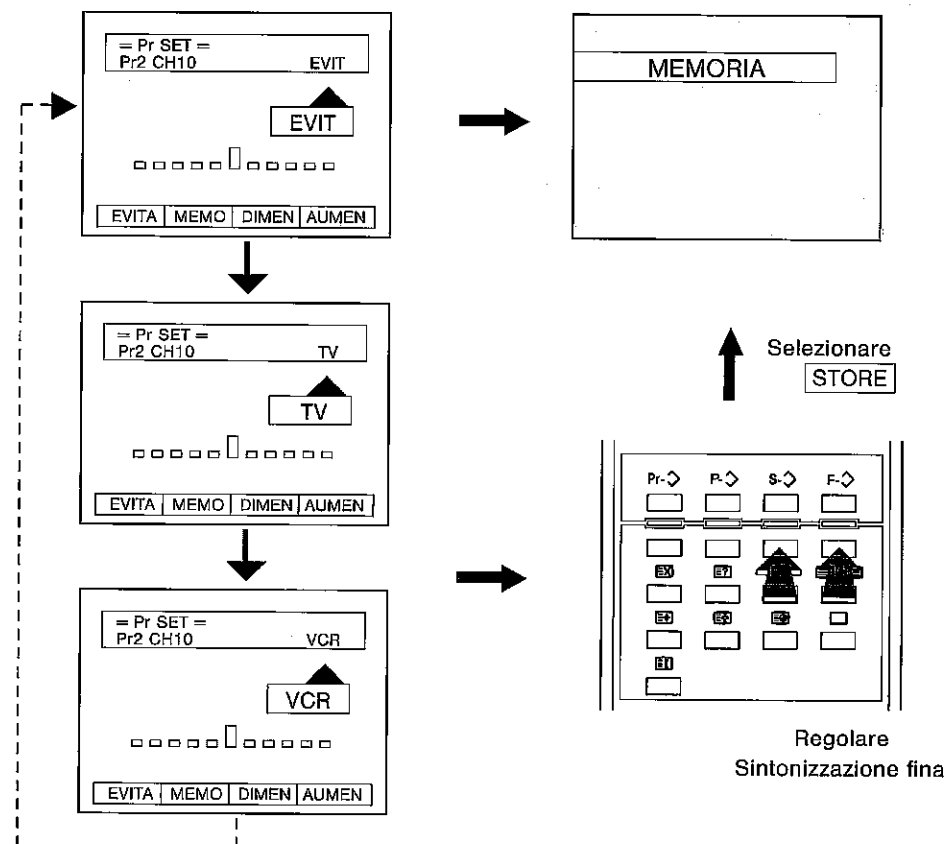 = Pr SET =
Pr2 CH10 EVIT
EVIT
EVITA MEMO DIMEN AUMEN
MEMORIA
= Pr SET =
Pr2 CH10 TV
TV
EVITA MEMO DIMEN AUMEN
Selezionare
STORE
Pr- P- S- F-
= Pr SET =
Pr2 CH10 VCR
VCR
EVITA MEMO DIMEN AUMEN
Regolare
Sintonizzazione fina